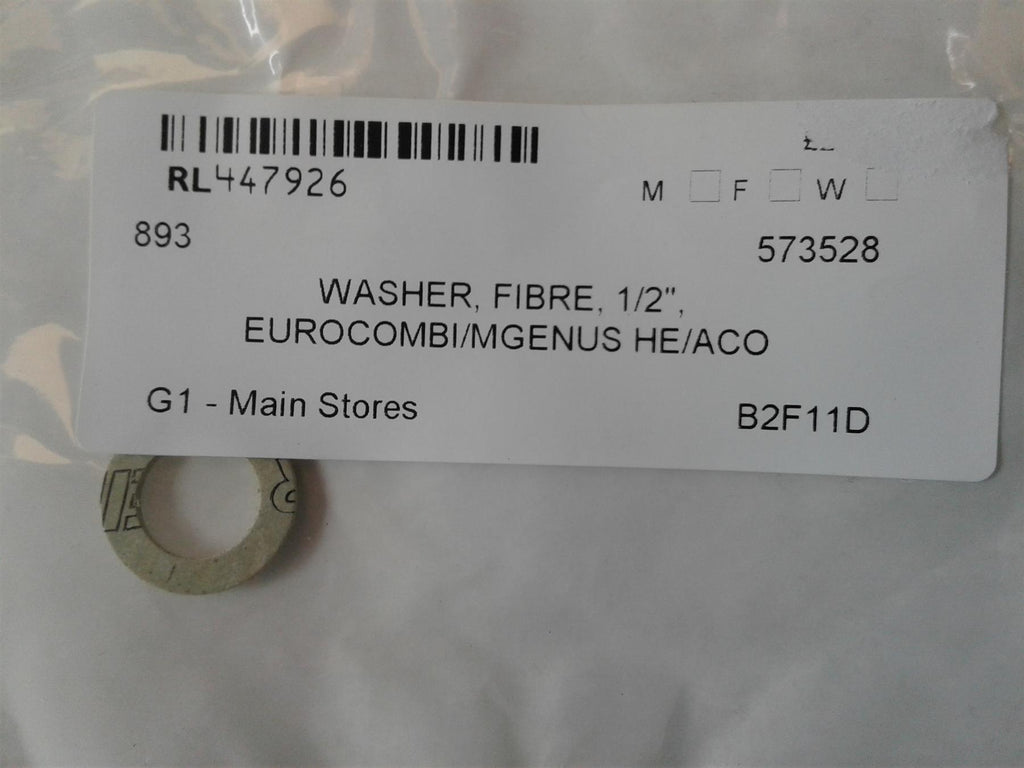 RL447926
M F W
893
573528
WASHER, FIBRE, 1/2",
EUROCOMBI/MGENUS HE/ACO
G1 - Main Stores
B2F11D